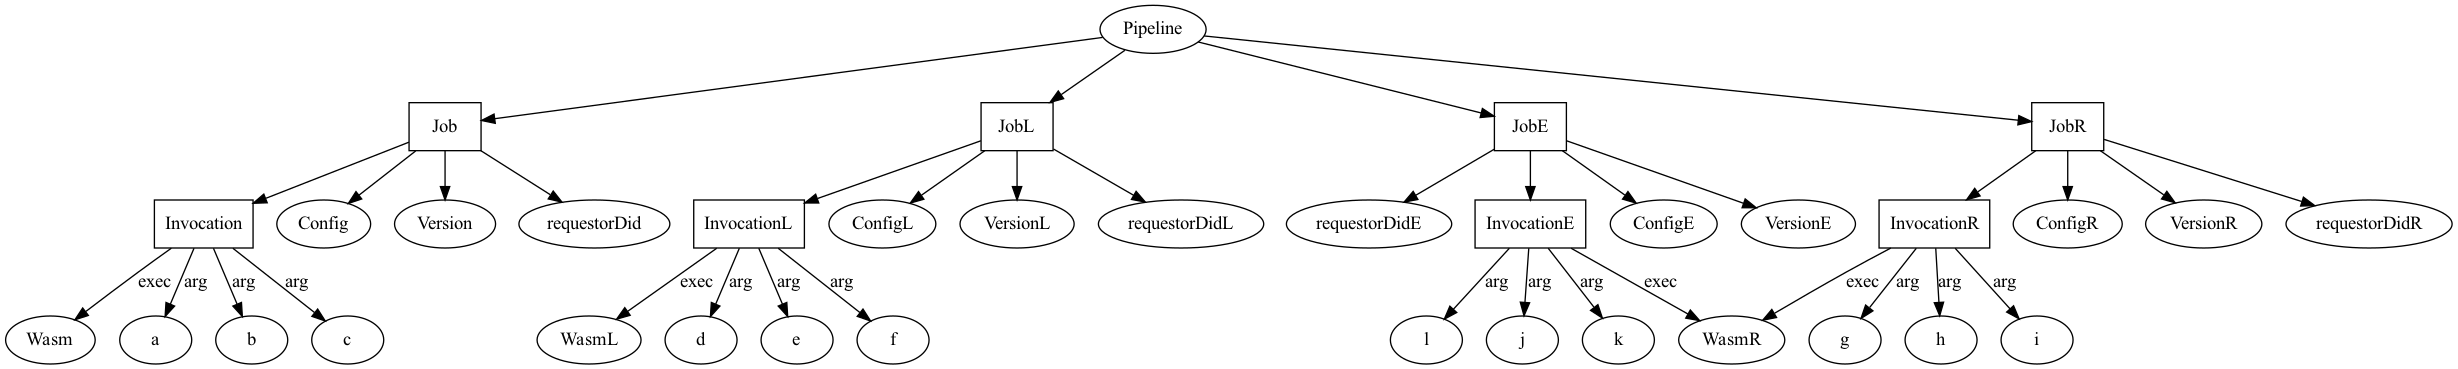 Pipeline
Job
JobL
JobE
JobR
Invocation
Config
Version
requestorDid
InvocationL
ConfigL
VersionL
requestorDidL
requestorDidE
InvocationE
ConfigE
VersionE
InvocationR
ConfigR
VersionR
requestorDidR
exec
arg
arg
arg
exec
arg
arg
arg
arg
arg
arg
exec
exec
arg
arg
arg
Wasm
a
b
c
WasmL
d
e
f
l
j
k
WasmR
g
h
i